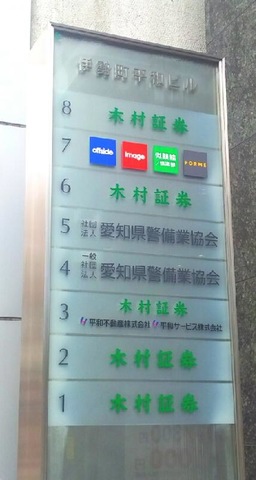 伊勢町平和ビル
8 木村証券
7 offside image FORME
6 木村証券
5 社団法人 愛知県警備業協会
4 一般社団法人 愛知県警備業協会
3 木村証券
平和不動産株式会社 平和サービス株式会社
2 木村証券
1 木村証券